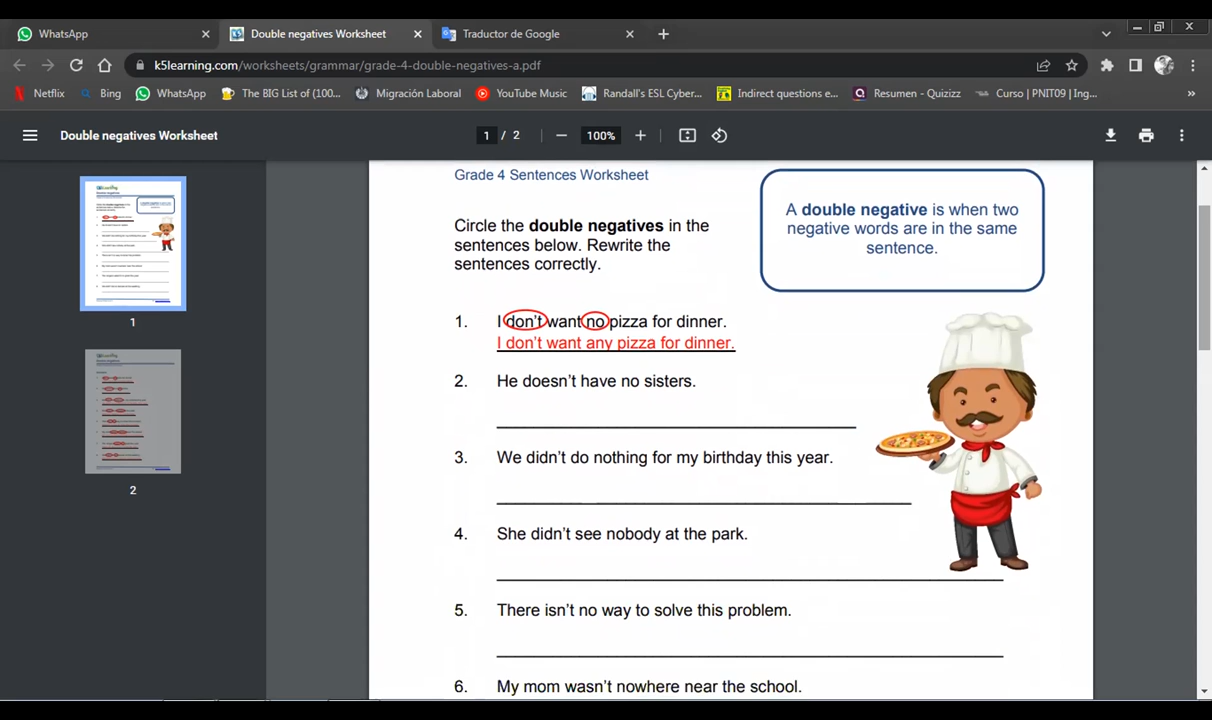 WhatsApp
Double negatives Worksheet
Traductor de Google
k5learning.com/worksheets/grammar/grade-4-double-negatives-a.pdf
Netflix
Bing
WhatsApp
The BIG List of (100...
Migración Laboral
YouTube Music
Randall's ESL Cyber...
Indirect questions e...
Resumen - Quizizz
Curso | PNIT09 | Ing...
Double negatives Worksheet
1 / 2
100%
1
2
Grade 4 Sentences Worksheet
Circle the double negatives in the
sentences below. Rewrite the
sentences correctly.
A double negative is when two
negative words are in the same
sentence.
1. I don't want no pizza for dinner.
I don't want any pizza for dinner.
2. He doesn't have no sisters.
3. We didn't do nothing for my birthday this year.
4. She didn't see nobody at the park.
5. There isn't no way to solve this problem.
6. My mom wasn't nowhere near the school.